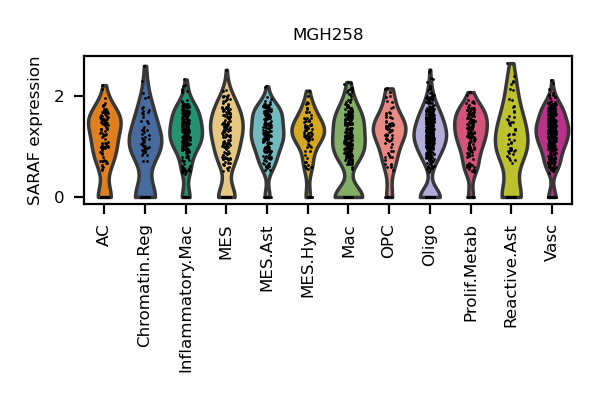 MGH258
SARAF expression
2
0
AC
Chromatin.Reg
Inflammatory.Mac
MES
MES.Ast
MES.Hyp
Mac
OPC
Oligo
Prolif.Metab
Reactive.Ast
Vasc